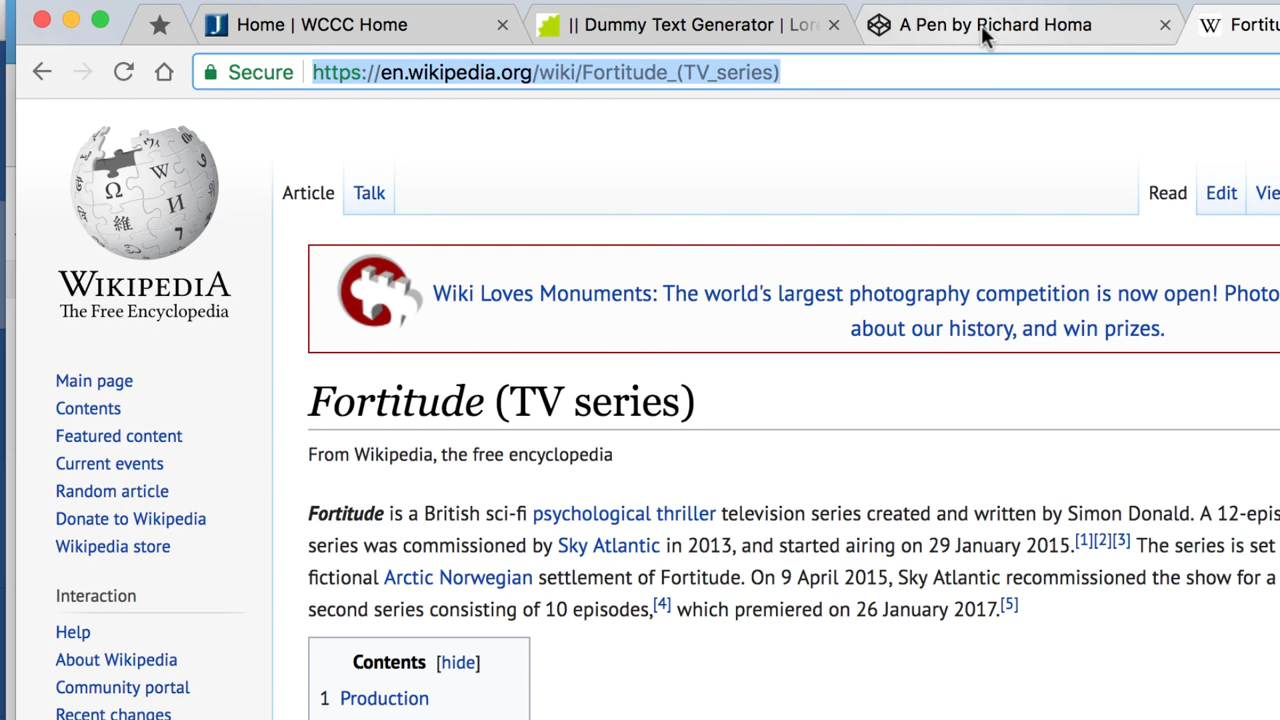 Home | WCCC Home
|| Dummy Text Generator | Lore
A Pen by Richard Homa
W
Secure
https://en.wikipedia.org/wiki/Fortitude_(TV_series)
WIKIPEDIA
The Free Encyclopedia
Article
Talk
Read
Edit
Wiki Loves Monuments: The world's largest photography competition is now open! Photo
about our history, and win prizes.
Main page
Contents
Featured content
Current events
Random article
Donate to Wikipedia
Wikipedia store
Interaction
Help
About Wikipedia
Community portal
Recent changes
Fortitude (TV series)
From Wikipedia, the free encyclopedia
Fortitude is a British sci-fi psychological thriller television series created and written by Simon Donald. A 12-epis
series was commissioned by Sky Atlantic in 2013, and started airing on 29 January 2015.[1][2][3] The series is set
fictional Arctic Norwegian settlement of Fortitude. On 9 April 2015, Sky Atlantic recommissioned the show for a
second series consisting of 10 episodes,[4] which premiered on 26 January 2017.[5]
Contents [hide]
1 Production